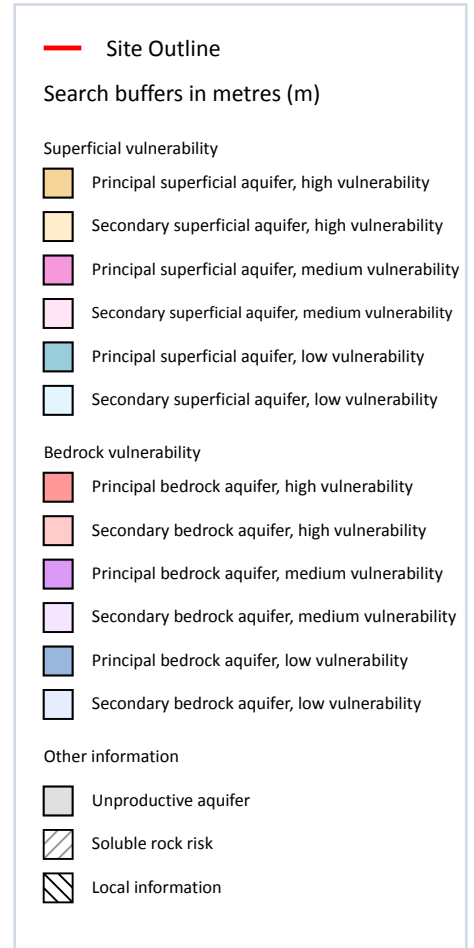 Site Outline
Search buffers in metres (m)
Superficial vulnerability
Principal superficial aquifer, high vulnerability
Secondary superficial aquifer, high vulnerability
Principal superficial aquifer, medium vulnerability
Secondary superficial aquifer, medium vulnerability
Principal superficial aquifer, low vulnerability
Secondary superficial aquifer, low vulnerability
Bedrock vulnerability
Principal bedrock aquifer, high vulnerability
Secondary bedrock aquifer, high vulnerability
Principal bedrock aquifer, medium vulnerability
Secondary bedrock aquifer, medium vulnerability
Principal bedrock aquifer, low vulnerability
Secondary bedrock aquifer, low vulnerability
Other information
Unproductive aquifer
Soluble rock risk
Local information